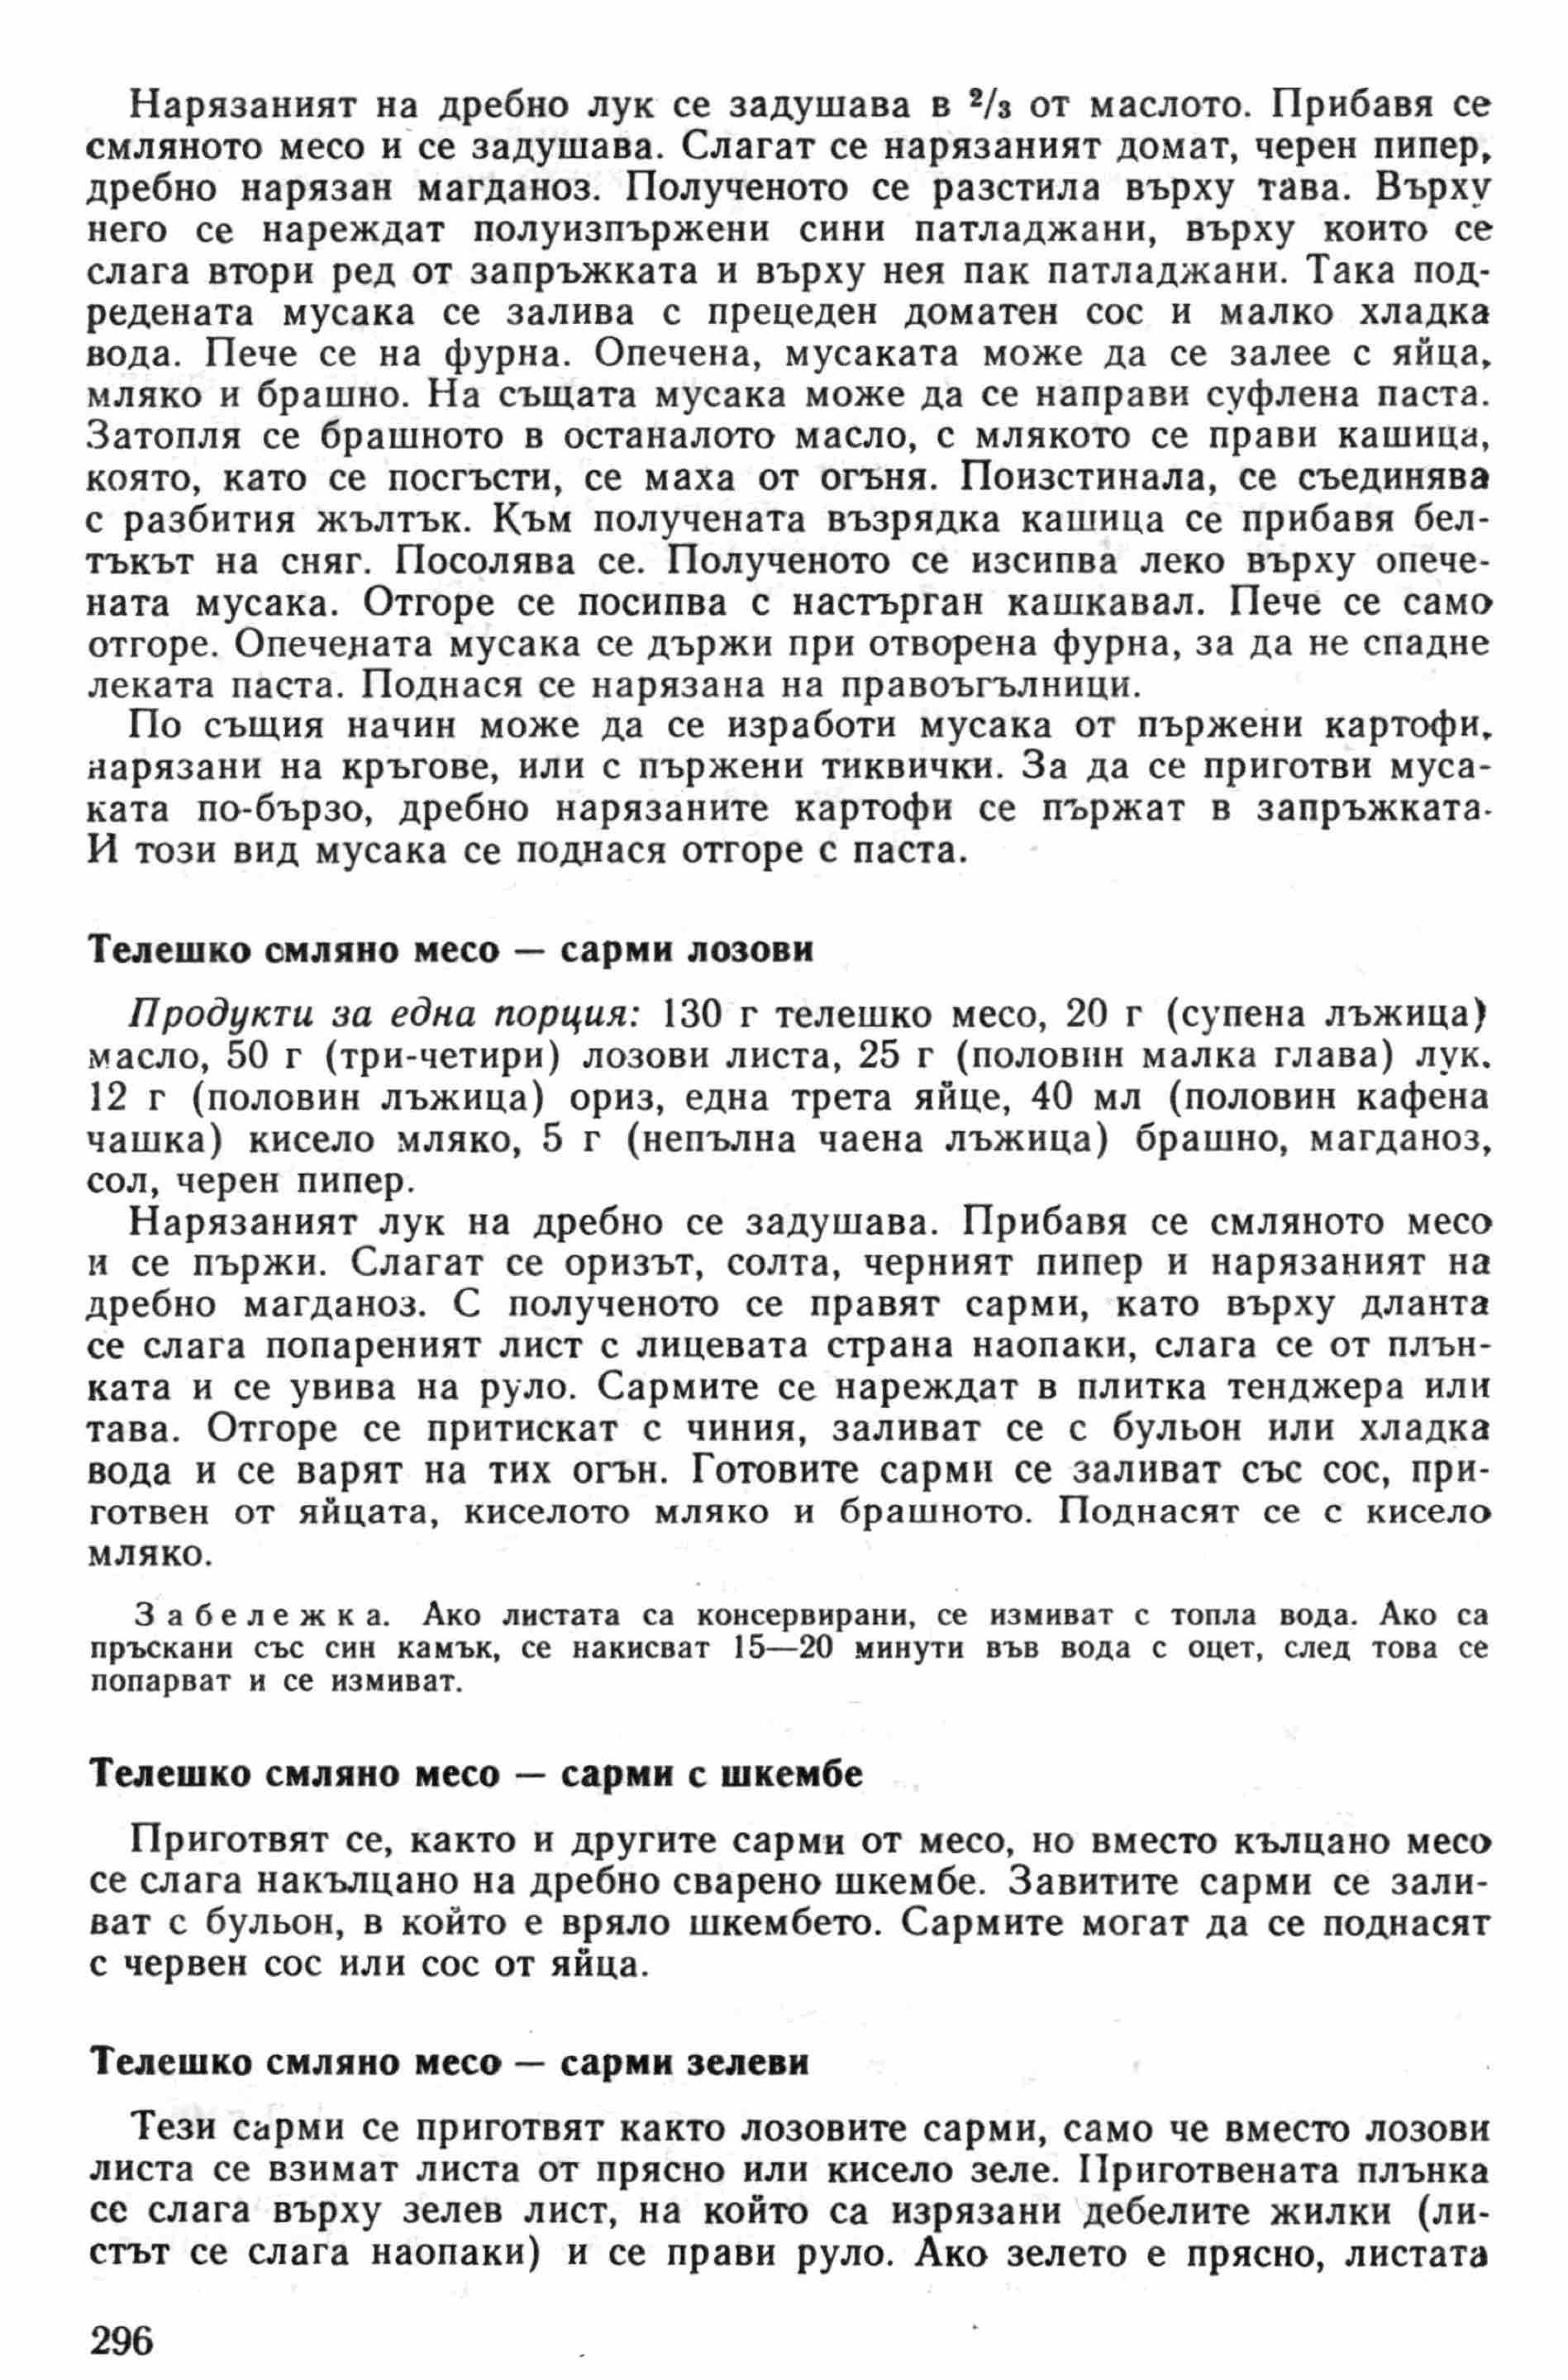 Нарязаният на дребно лук се задушава в ²/₃ от маслото. Прибавя се
смляното месо и се задушава. Слагат се нарязаният домат, черен пипер,
дребно нарязан магданоз. Полученото се разстила върху тава. Върху
него се нареждат полуизпържени сини патладжани, върху които се
слага втори ред от запръжката и върху нея пак патладжани. Така под-
редената мусака се залива с прецеден доматен сос и малко хладка
вода. Пече се на фурна. Опечена, мусаката може да се залее с яйца,
мляко и брашно. На същата мусака може да се направи суфлена паста.
Затопля се брашното в останалото масло, с млякото се прави кашица,
която, като се посгъсти, се маха от огъня. Поизстинала, се съединява
с разбития жълтък. Към получената възрядка кашица се прибавя бел-
тъкът на сняг. Посолява се. Полученото се изсипва леко върху опече-
ната мусака. Отгоре се посипва с настърган кашкавал. Пече се само
отгоре. Опечената мусака се държи при отворена фурна, за да не спадне
леката паста. Поднася се нарязана на правоъгълници.
По същия начин може да се изработи мусака от пържени картофи,
нарязани на кръгове, или с пържени тиквички. За да се приготви муса-
ката по-бързо, дребно нарязаните картофи се пържат в запръжката.
И този вид мусака се поднася отгоре с паста.
Телешко смляно месо — сарми лозови
Продукти за една порция: 130 г телешко месо, 20 г (супена лъжица)
масло, 50 г (три-четири) лозови листа, 25 г (половин малка глава) лук.
12 г (половин лъжица) ориз, една трета яйце, 40 мл (половин кафена
чашка) кисело мляко, 5 г (непълна чаена лъжица) брашно, магданоз,
сол, черен пипер.
Нарязаният лук на дребно се задушава. Прибавя се смляното месо
и се пържи. Слагат се оризът, солта, черният пипер и нарязаният на
дребно магданоз. С полученото се правят сарми, като върху дланта
се слага попареният лист с лицевата страна наопаки, слага се от плън-
ката и се увива на руло. Сармите се нареждат в плитка тенджера или
тава. Отгоре се притискат с чиния, заливат се с бульон или хладка
вода и се варят на тих огън. Готовите сарми се заливат със сос, при-
готвен от яйцата, киселото мляко и брашното. Поднасят се с кисело
мляко.
Забележка. Ако листата са консервирани, се измиват с топла вода. Ако са
пръскани със син камък, се накисват 15—20 минути във вода с оцет, след това се
попарват и се измиват.
Телешко смляно месо — сарми с шкембе
Приготвят се, както и другите сарми от месо, но вместо кълцано месо
се слага накълцано на дребно сварено шкембе. Завитите сарми се зали-
ват с бульон, в който е вряло шкембето. Сармите могат да се поднасят
с червен сос или сос от яйца.
Телешко смляно месо — сарми зелеви
Тези сарми се приготвят както лозовите сарми, само че вместо лозови
листа се взимат листа от прясно или кисело зеле. Приготвената плънка
се слага върху зелев лист, на който са изрязани дебелите жилки (ли-
стът се слага наопаки) и се прави руло. Ако зелето е прясно, листата
296